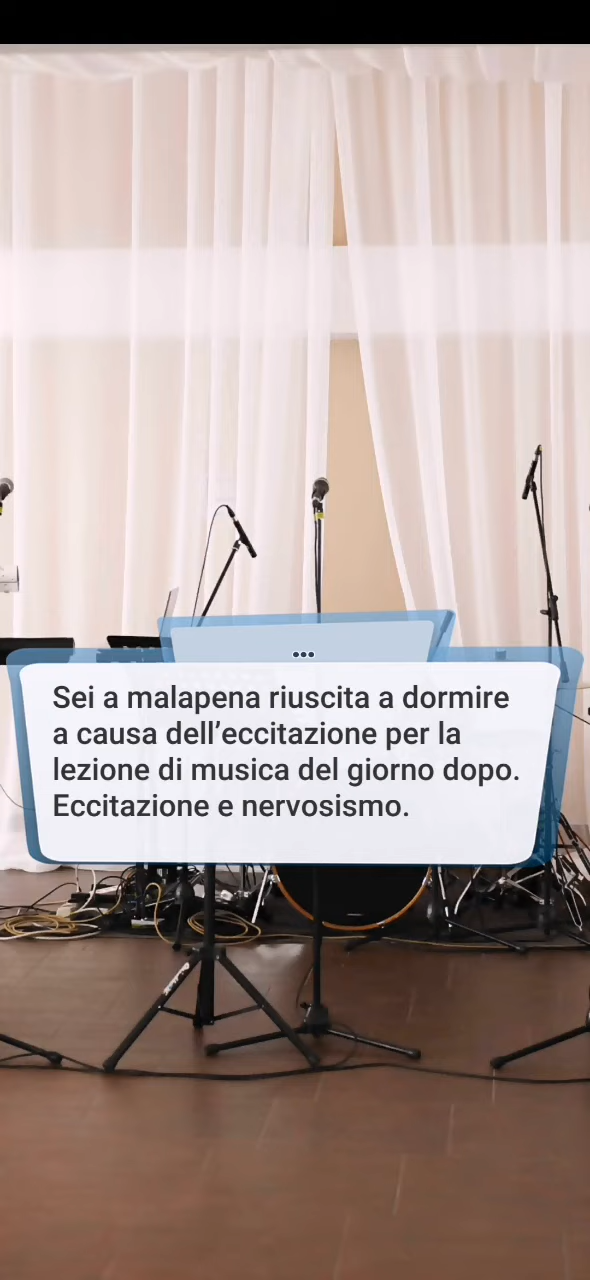 •••
Sei a malapena riuscita a dormire
a causa dell’eccitazione per la
lezione di musica del giorno dopo.
Eccitazione e nervosismo.